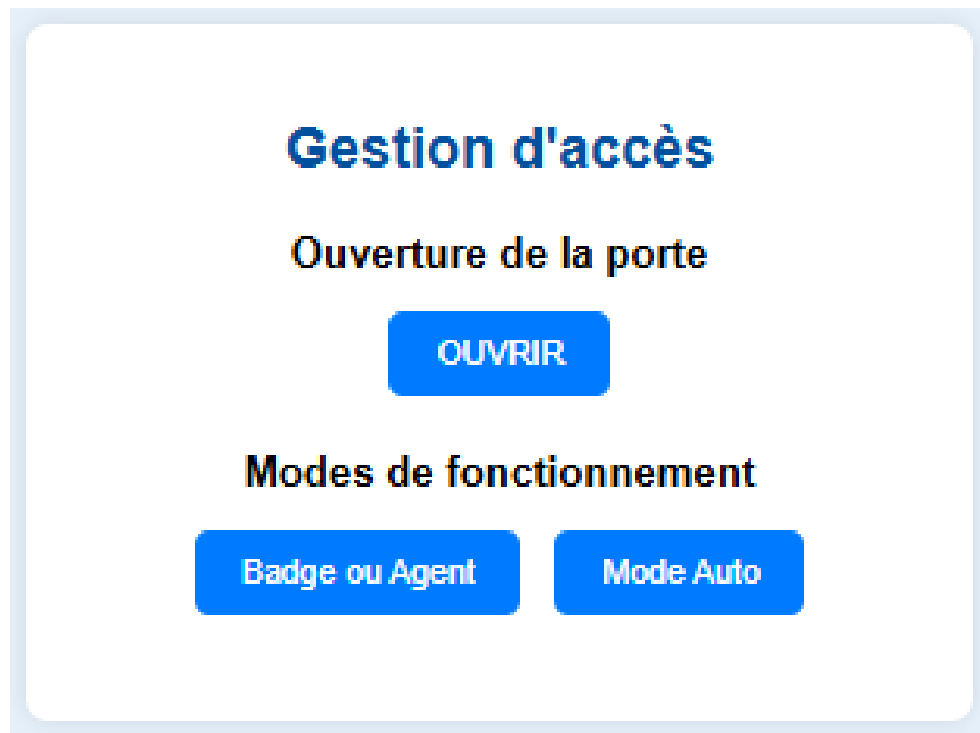 Gestion d'accès
Ouverture de la porte
OUVRIR
Modes de fonctionnement
Badge ou Agent Mode Auto